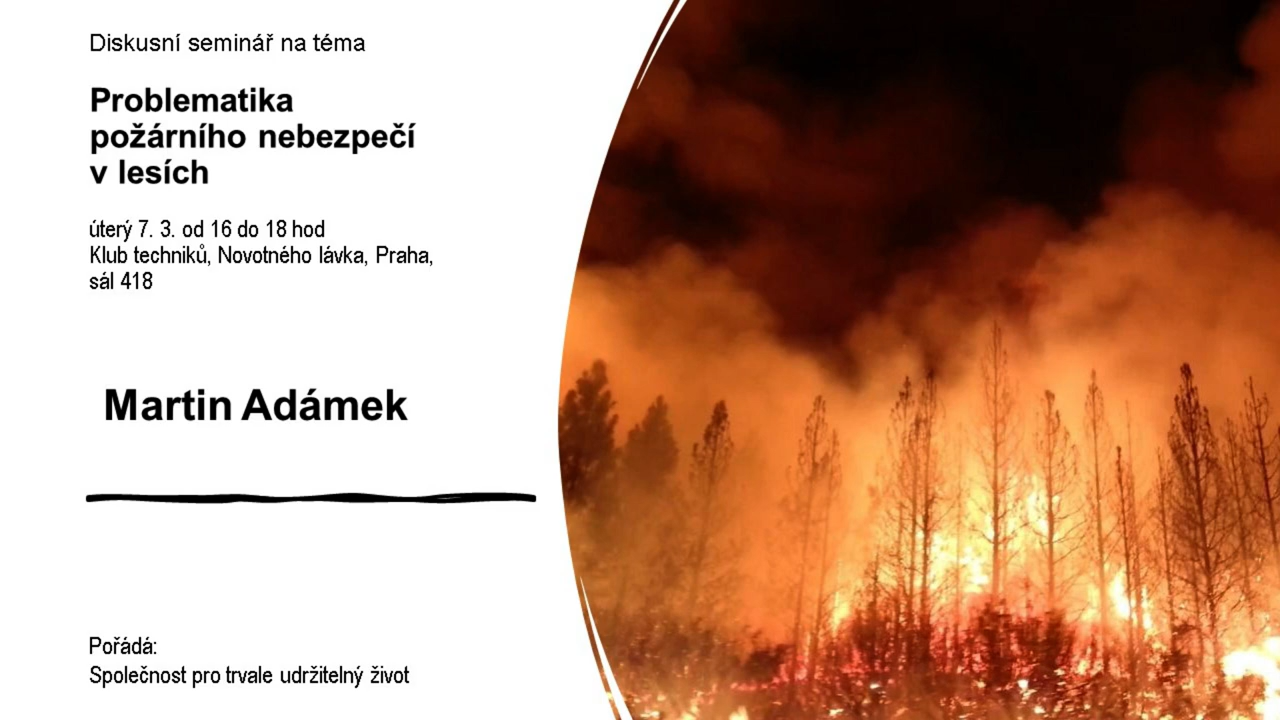 Diskusní seminář na téma
Problematika
požárního nebezpečí
v lesích
úterý 7. 3. od 16 do 18 hod
Klub techniků, Novotného lávka, Praha,
sál 418
Martin Adámek
Pořádá:
Společnost pro trvale udržitelný život